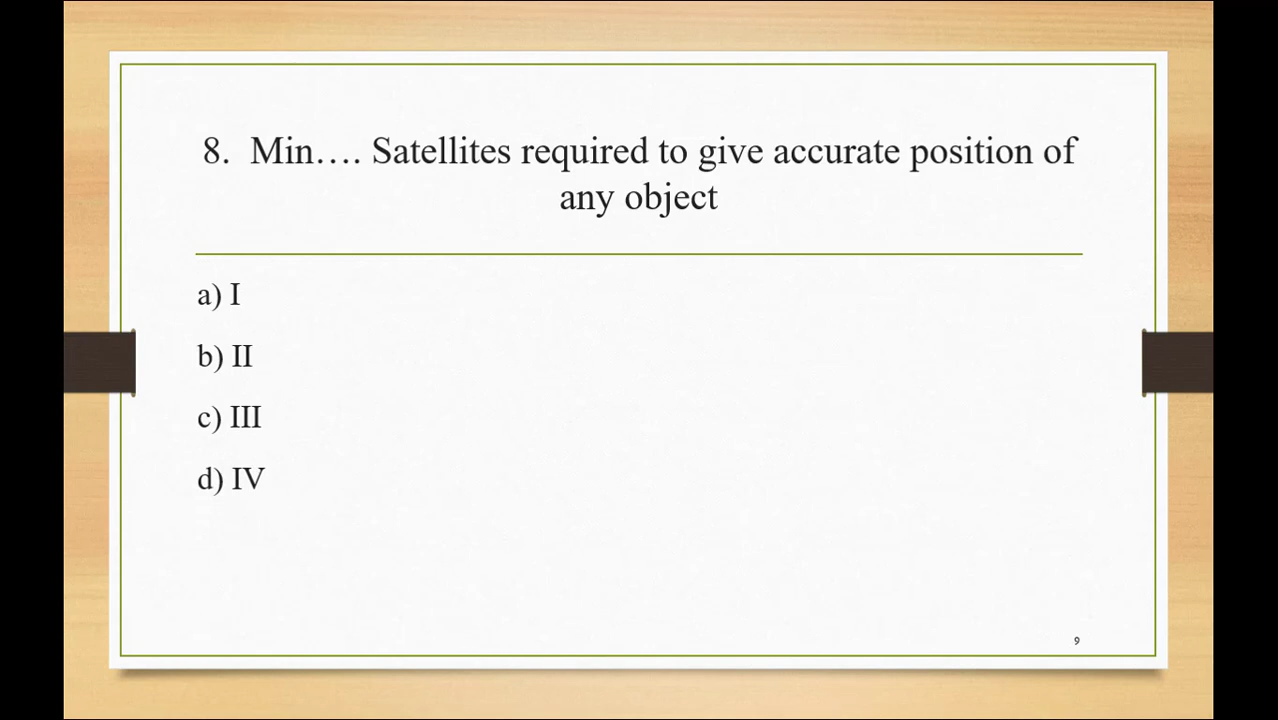 8.  Min…. Satellites required to give accurate position of
any object
a) I
b) II
c) III
d) IV
9